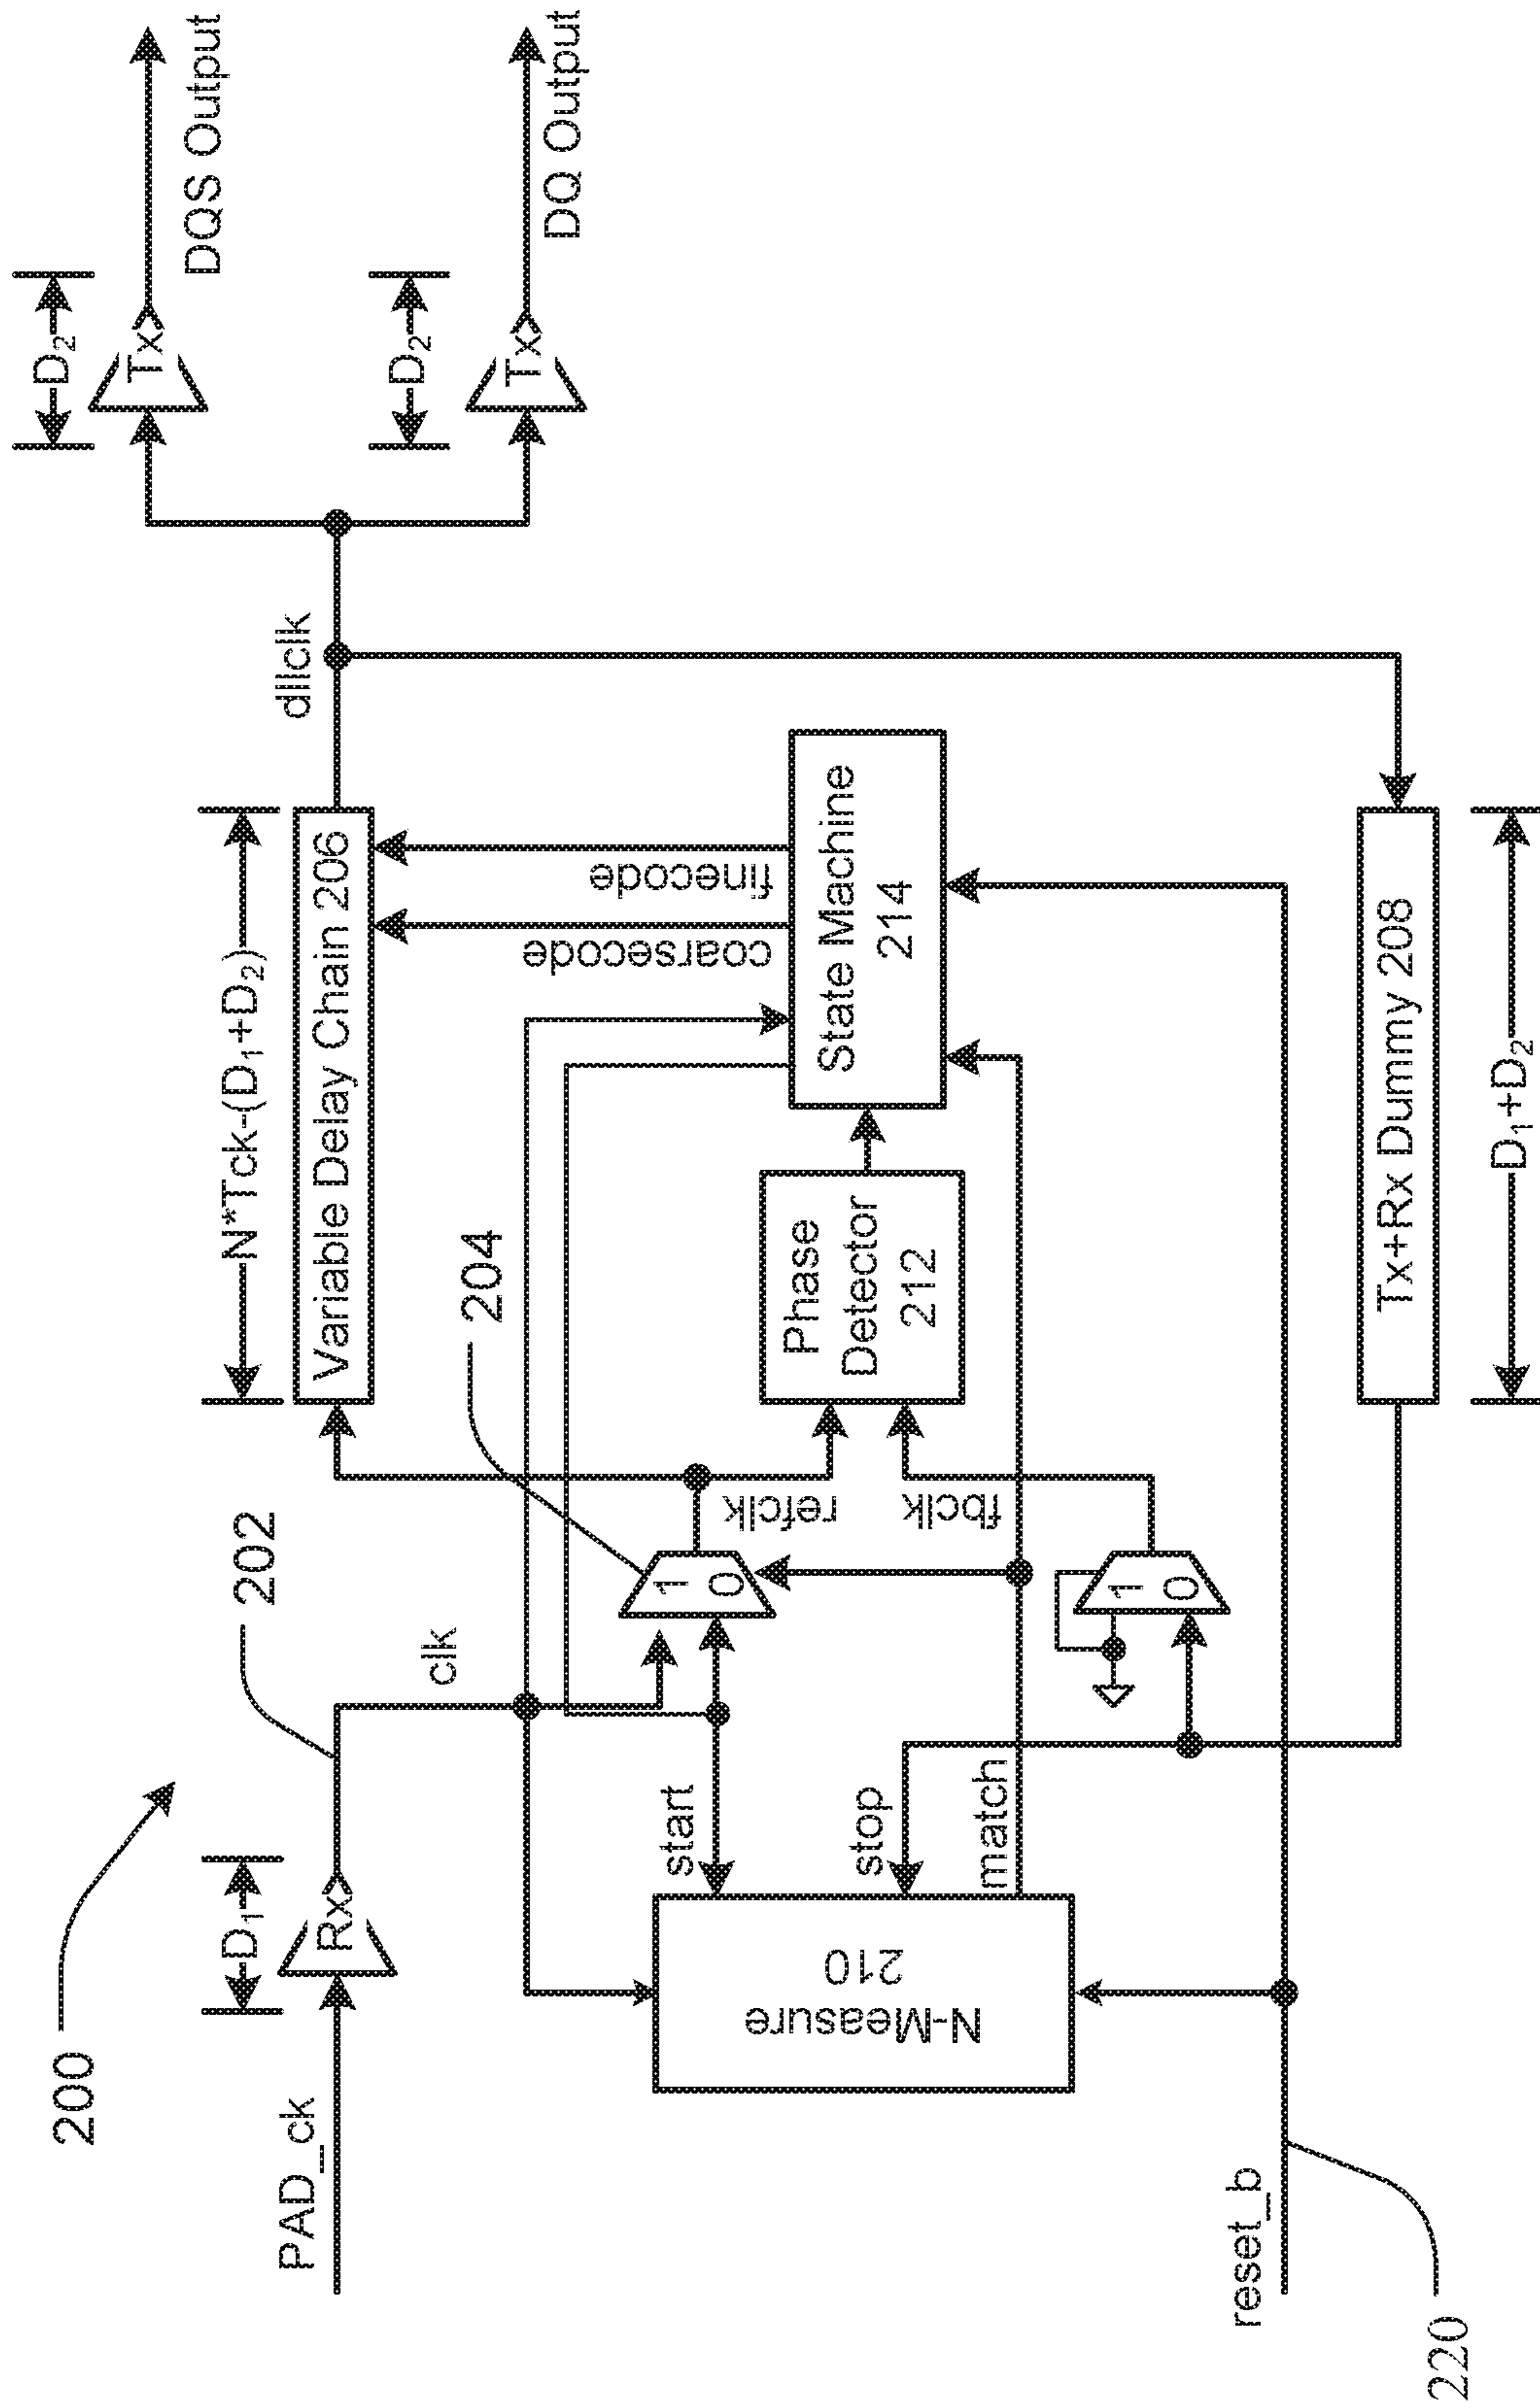 200
PAD_ck
D₁
Rx
202
clk
N*Tck-(D₁+D₂)
Variable Delay Chain 206
dllclk
D₂
Tx
DQS Output
D₂
Tx
DQ Output
204
1
0
refclk
start
stop
match
N-Measure
210
fbclk
Phase
Detector
212
coarsecode
finecode
State Machine
214
1
0
reset_b
220
Tx+Rx Dummy 208
D₁+D₂